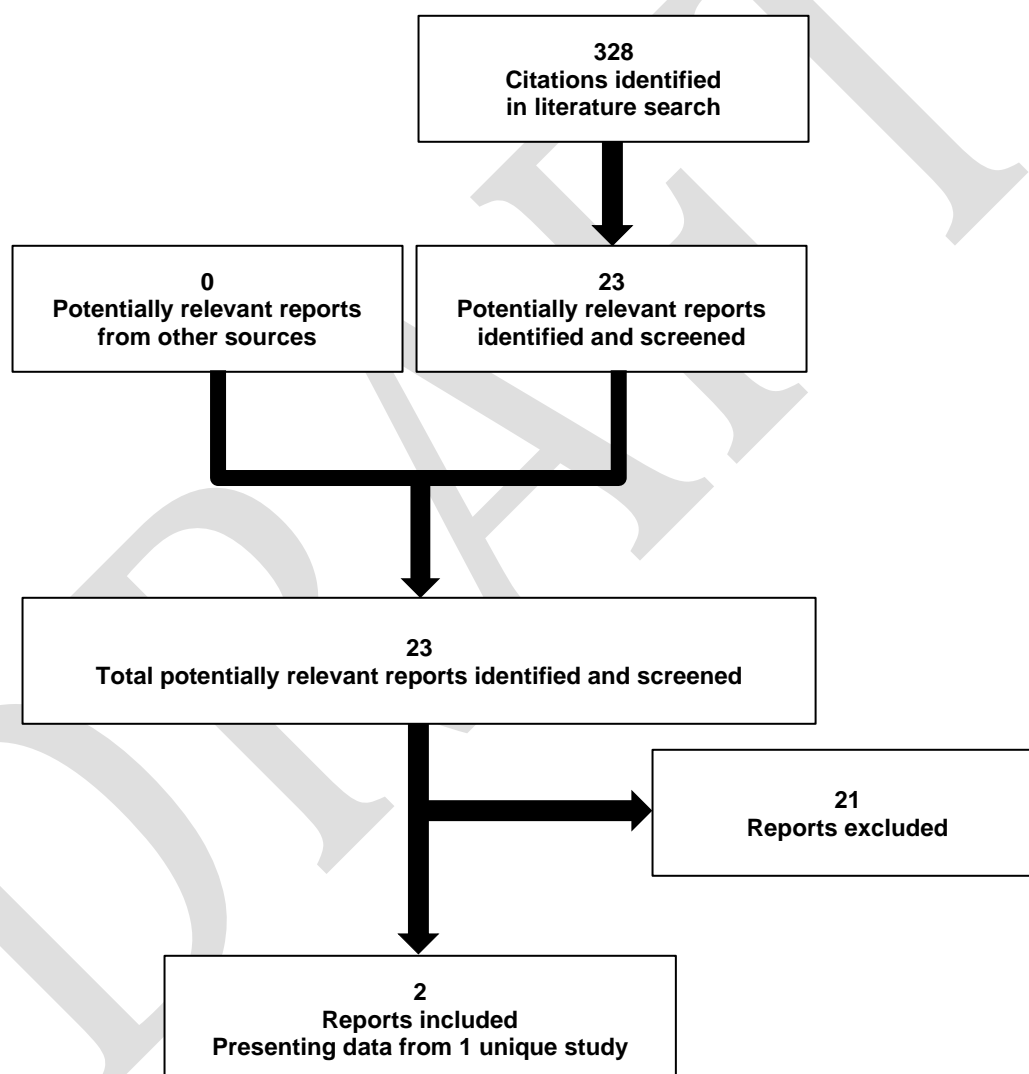 328
Citations identified
in literature search
0
Potentially relevant reports
from other sources
23
Potentially relevant reports
identified and screened
23
Total potentially relevant reports identified and screened
21
Reports excluded
2
Reports included
Presenting data from 1 unique study
DRAFT